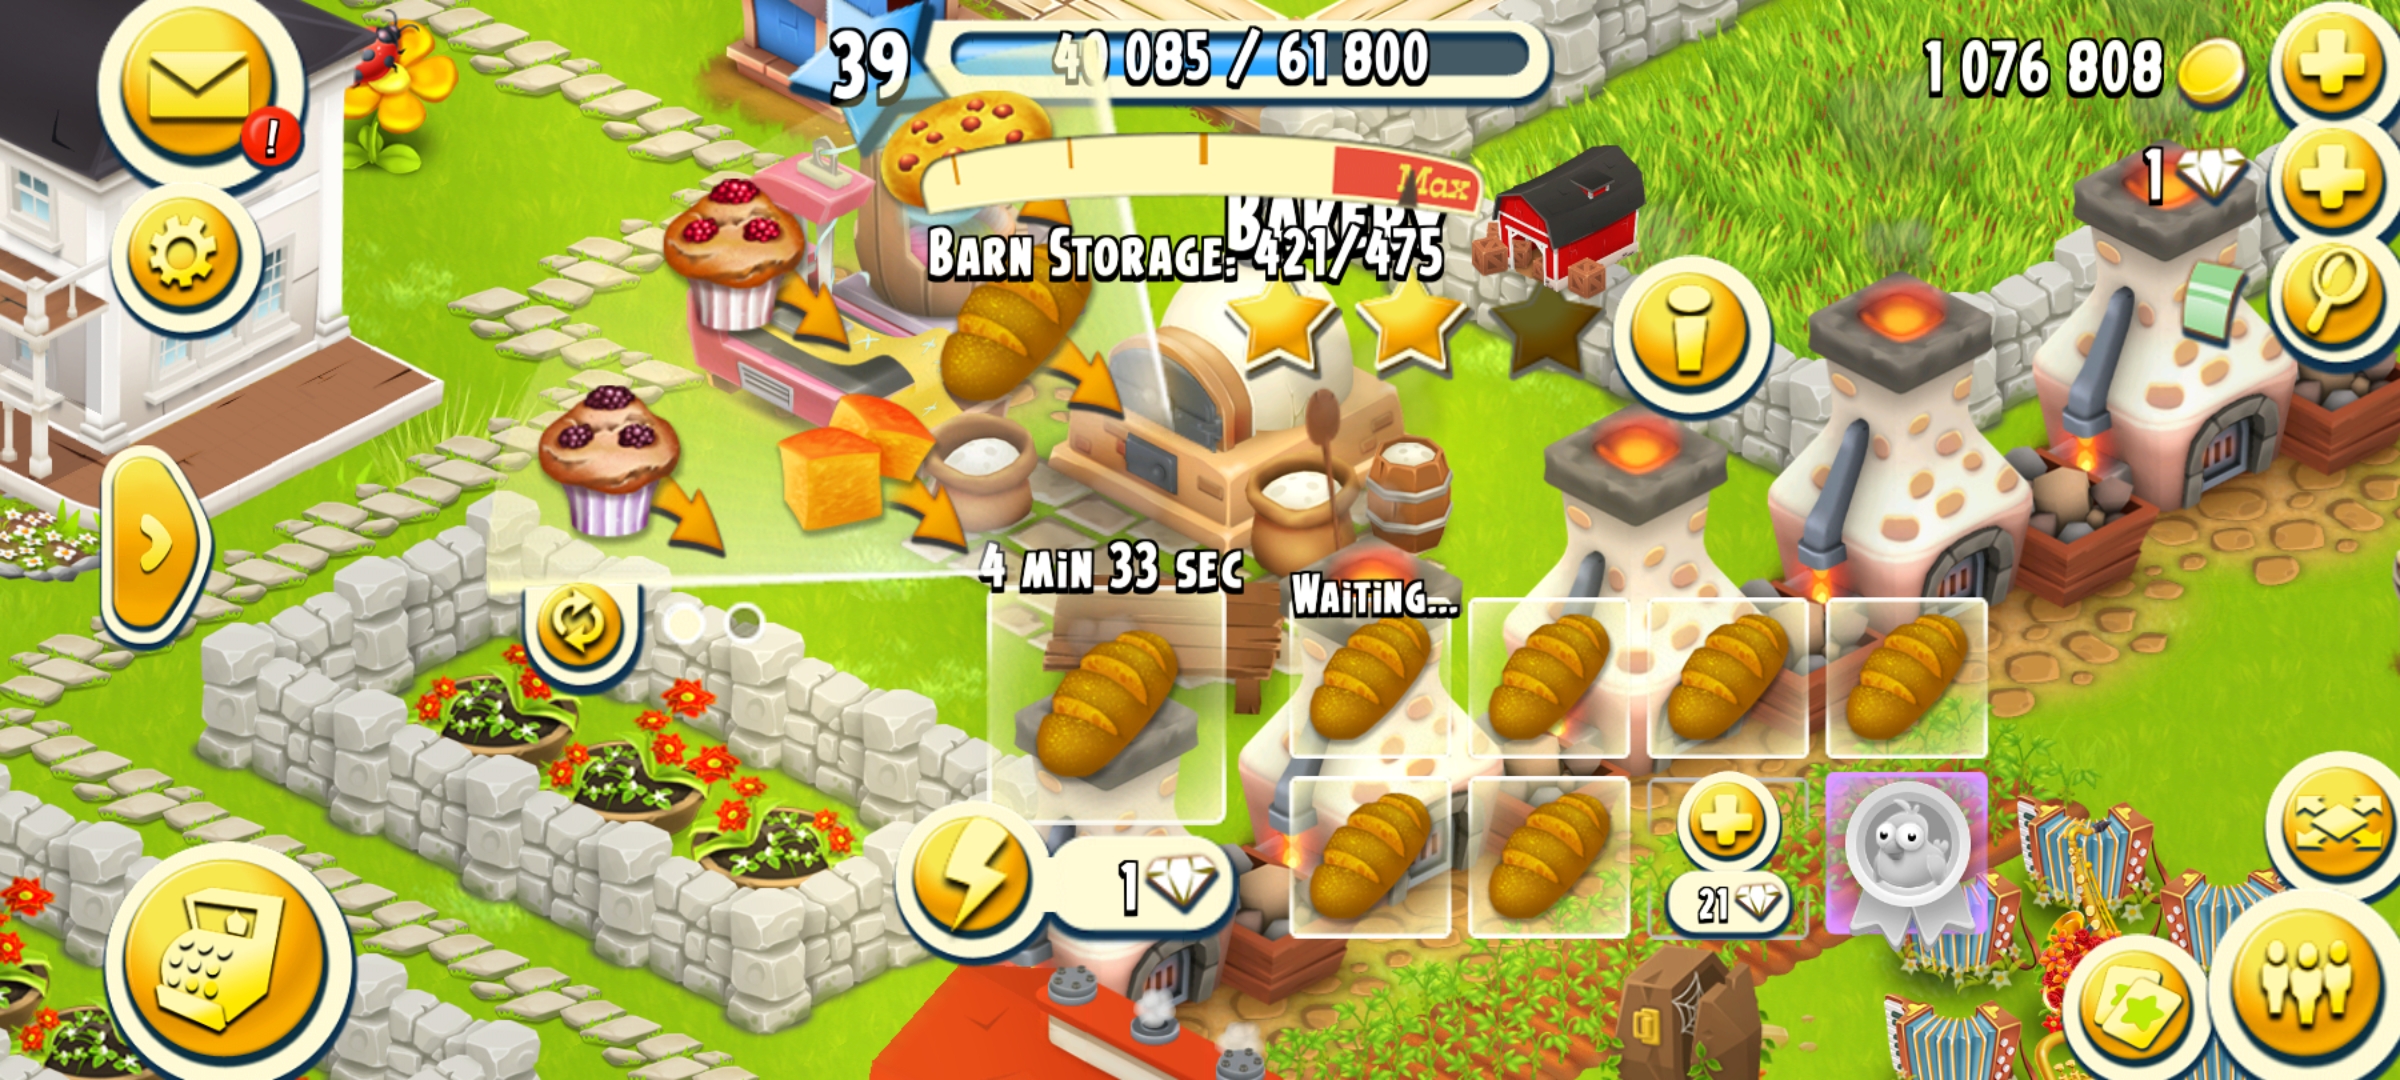 39
40 085 / 61 800
1 076 808
!
Max
1
BAKERY
BARN STORAGE: 421/475
4 MIN 33 SEC
WAITING...
1
21